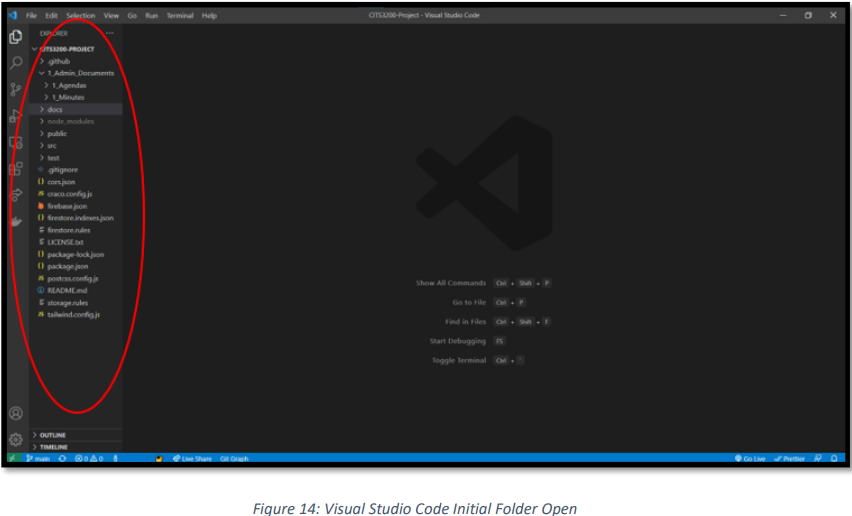 File Edit Selection View Go Run Terminal Help
CITS3200-Project - Visual Studio Code
EXPLORER ...
CITS3200-PROJECT
.github
1_Admin_Documents
1_Agendas
1_Minutes
docs
node_modules
public
src
test
.gitignore
cors.json
craco.config.js
firebase.json
firestore.indexes.json
firestore.rules
LICENSE.txt
package-lock.json
package.json
postcss.config.js
README.md
storage.rules
tailwind.config.js
Show All Commands Ctrl + Shift + P
Go to File Ctrl + P
Find in Files Ctrl + Shift + F
Start Debugging F5
Toggle Terminal Ctrl + `
OUTLINE
TIMELINE
main 0 0 Live Share Git Graph Go Live Prettier
Figure 14: Visual Studio Code Initial Folder Open